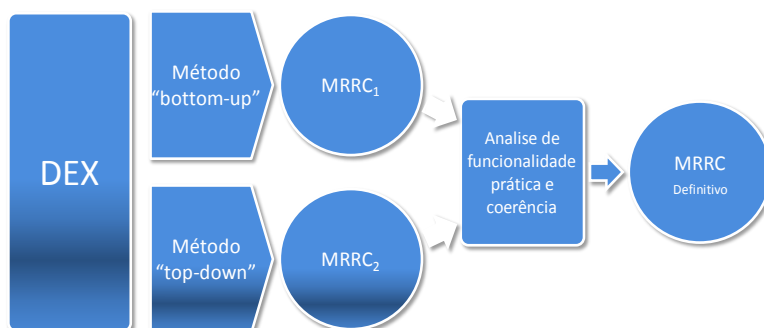 DEX
Método
“bottom-up”
MRRC₁
Método
“top-down”
MRRC₂
Analise de
funcionalidade
prática e
coerência
MRRC
Definitivo